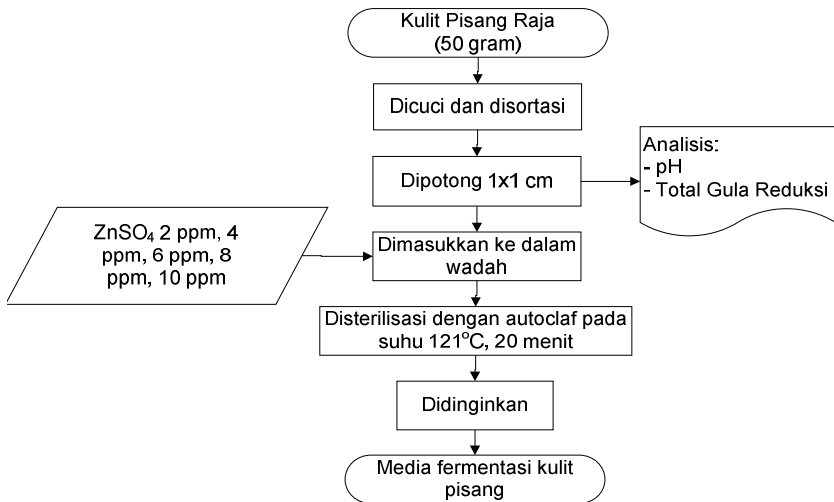 Kulit Pisang Raja
(50 gram)
Dicuci dan disortasi
Dipotong 1x1 cm
Analisis:
- pH
- Total Gula Reduksi
ZnSO₄ 2 ppm, 4
ppm, 6 ppm, 8
ppm, 10 ppm
Dimasukkan ke dalam
wadah
Disterilisasi dengan autoclaf pada
suhu 121°C, 20 menit
Didinginkan
Media fermentasi kulit
pisang